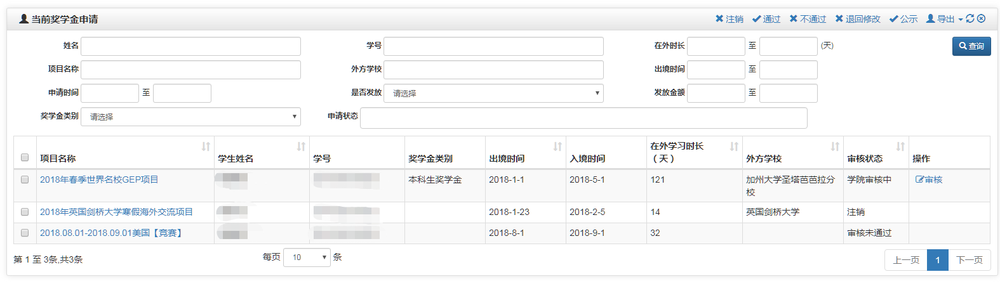 当前奖学金申请 注销 通过 不通过 退回修改 公示 导出
姓名 学号 在外时长 至 (天) 查询
项目名称 外方学校 出境时间 至
申请时间 至 是否发放 请选择 发放金额 至
奖学金类别 请选择 申请状态
项目名称 学生姓名 学号 奖学金类别 出境时间 入境时间 在外学习时长（天） 外方学校 审核状态 操作
2018年春季世界名校GEP项目 本科生奖学金 2018-1-1 2018-5-1 121 加州大学圣塔芭芭拉分校 学院审核中 审核
2018年英国剑桥大学寒假海外交流项目 2018-1-23 2018-2-5 14 英国剑桥大学 注销
2018.08.01-2018.09.01美国【竞赛】 2018-8-1 2018-9-1 32 审核未通过
第 1 至 3条,共3条 每页 10 条 上一页 1 下一页